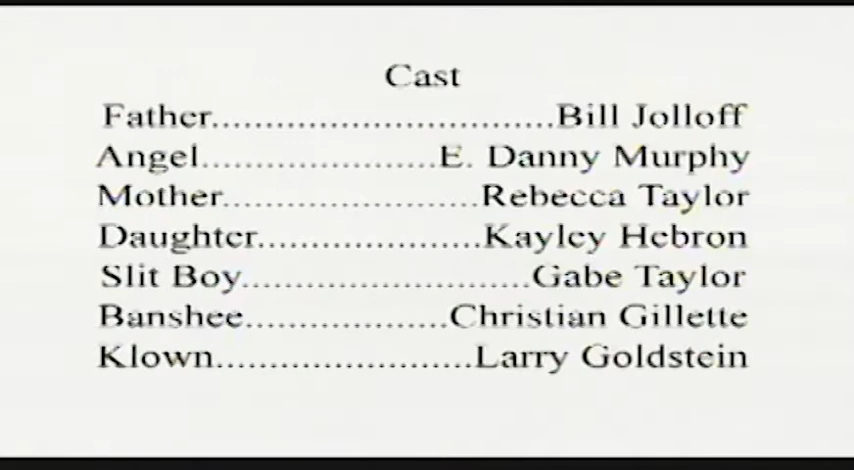 Cast
Father..................................Bill Jolloff
Angel.......................E. Danny Murphy
Mother.........................Rebecca Taylor
Daughter......................Kayley Hebron
Slit Boy............................Gabe Taylor
Banshee....................Christian Gillette
Klown.........................Larry Goldstein